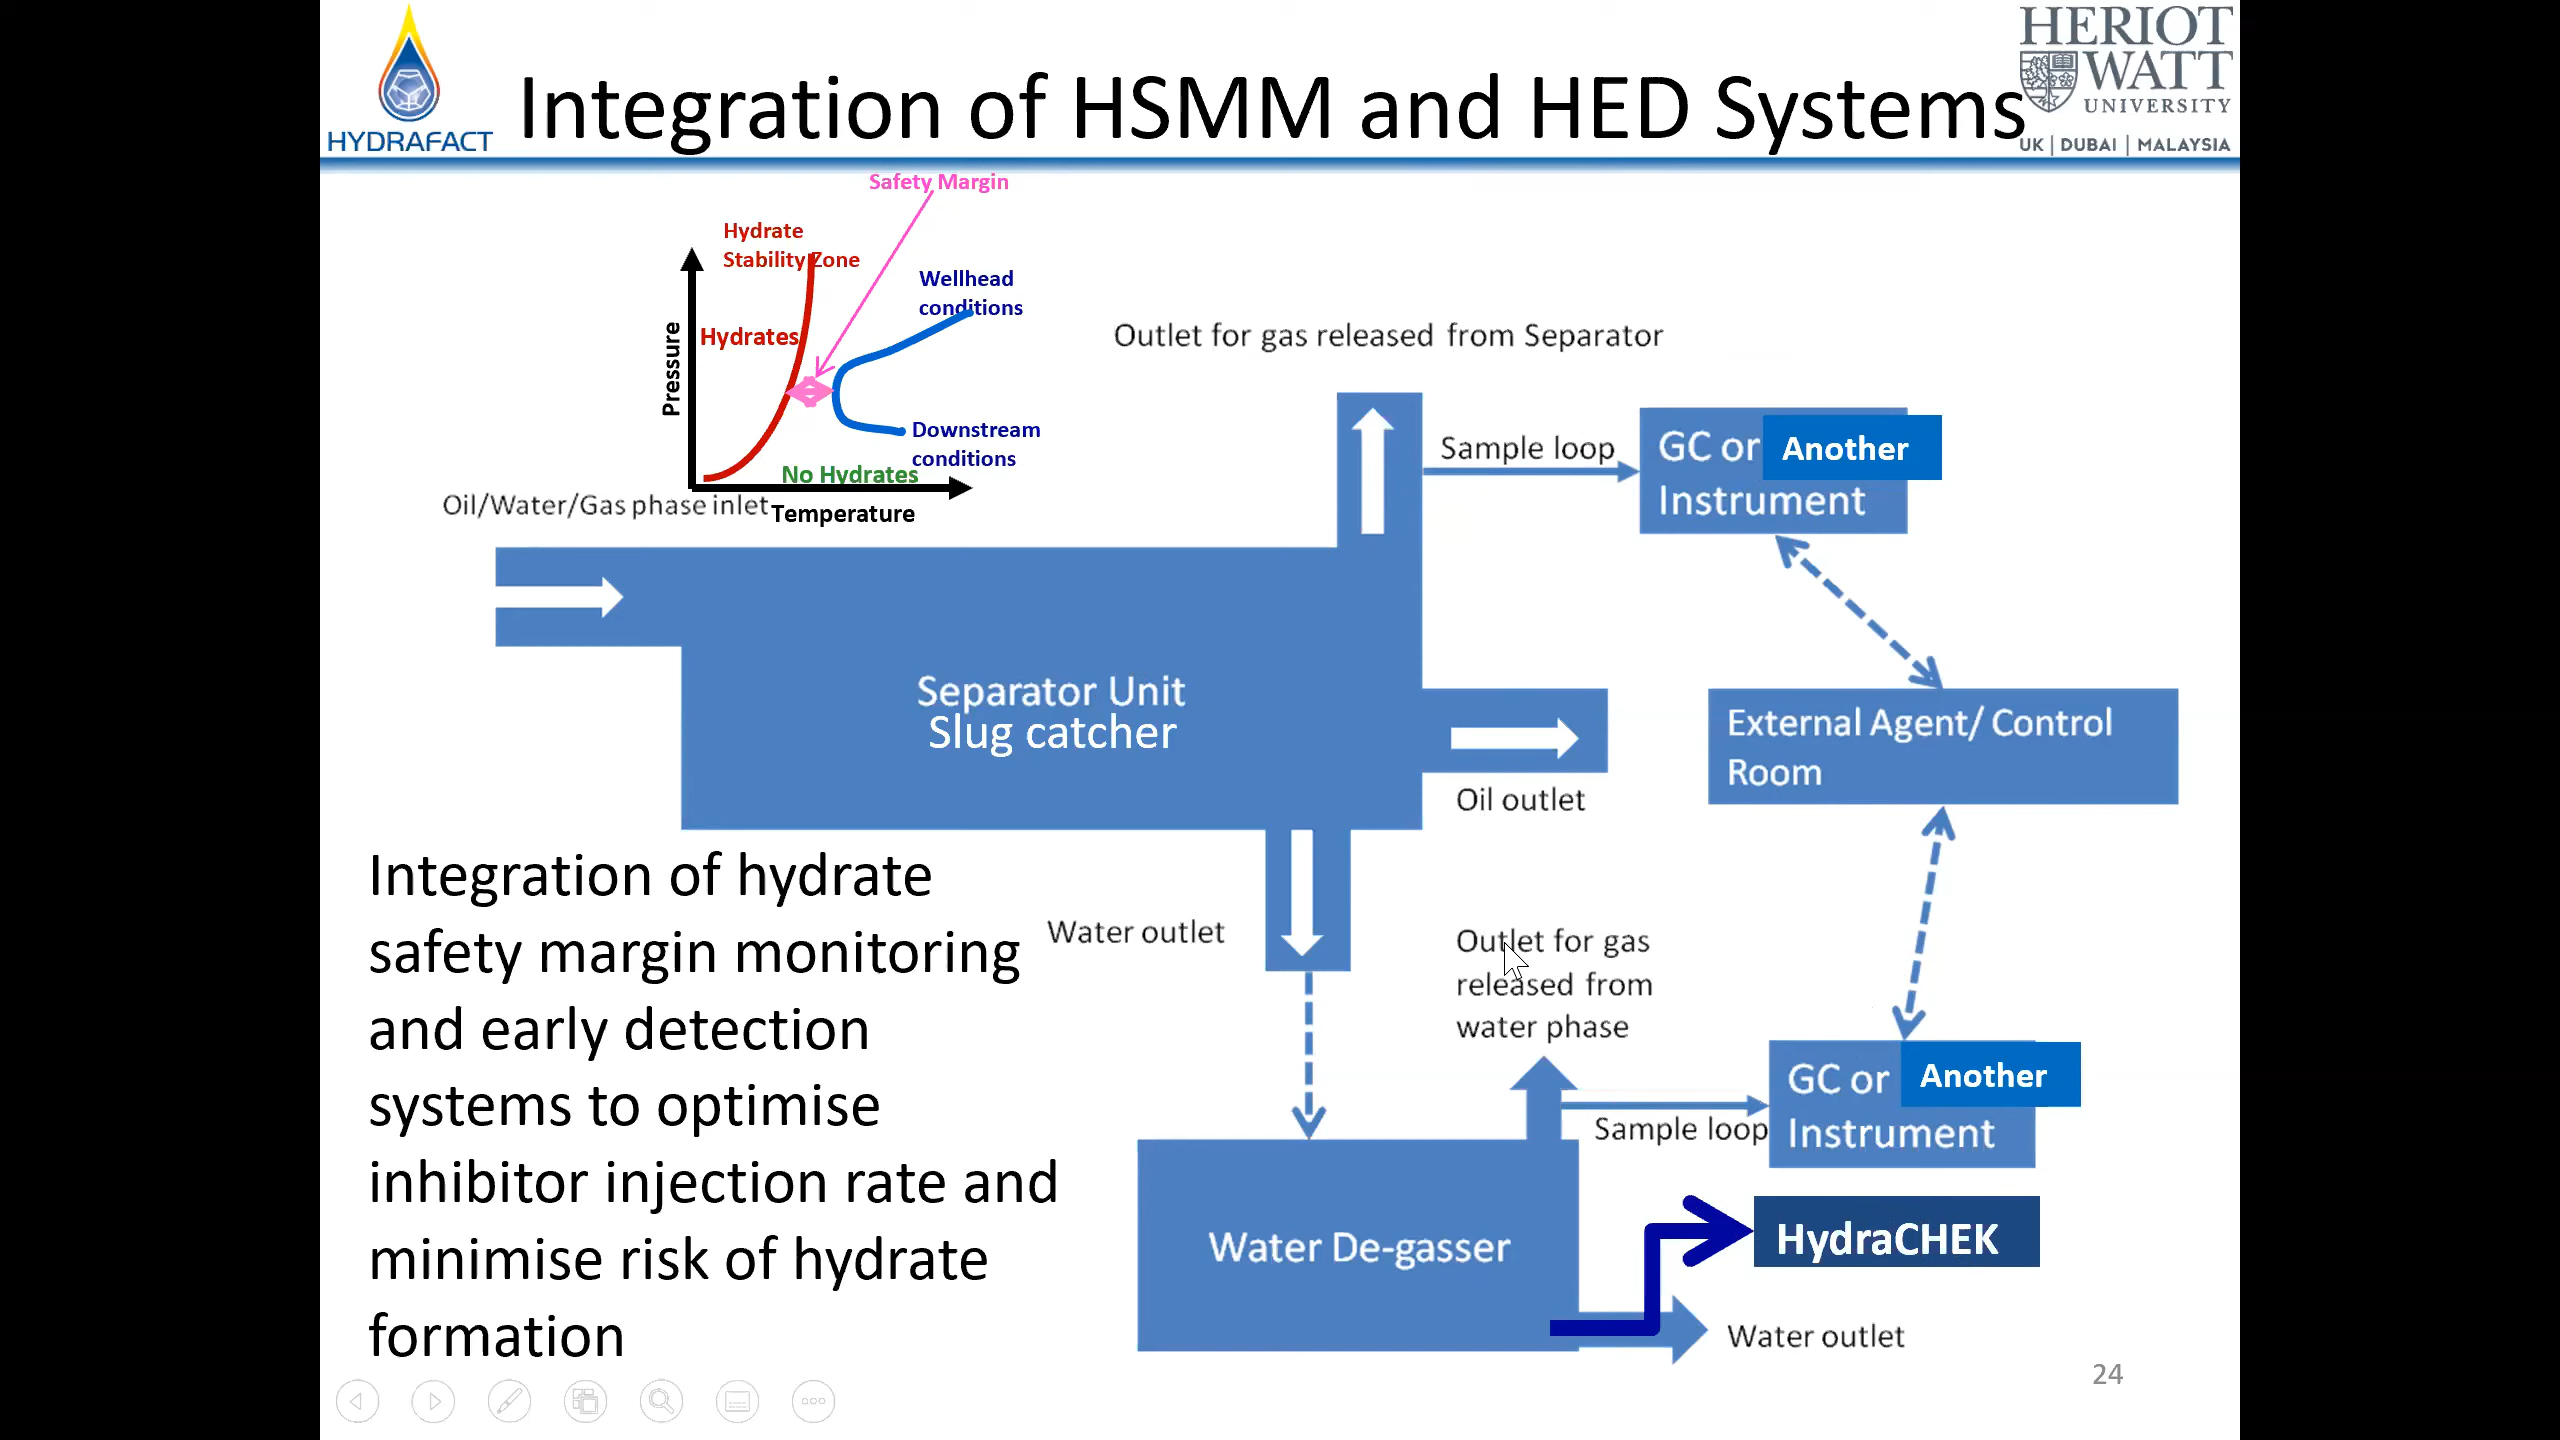 HYDRAFACT
Integration of HSMM and HED Systems
HERIOT
WATT
UNIVERSITY
UK | DUBAI | MALAYSIA
Safety Margin
Hydrate
Stability Zone
Wellhead
conditions
Hydrates
Pressure
Downstream
conditions
No Hydrates
Temperature
Oil/Water/Gas phase inlet
Outlet for gas released from Separator
Sample loop
GC or Another
Instrument
Separator Unit
Slug catcher
External Agent/ Control
Room
Oil outlet
Integration of hydrate
safety margin monitoring
and early detection
systems to optimise
inhibitor injection rate and
minimise risk of hydrate
formation
Water outlet
Outlet for gas
released from
water phase
Sample loop
GC or Another
Instrument
Water De-gasser
HydraCHEK
Water outlet
24